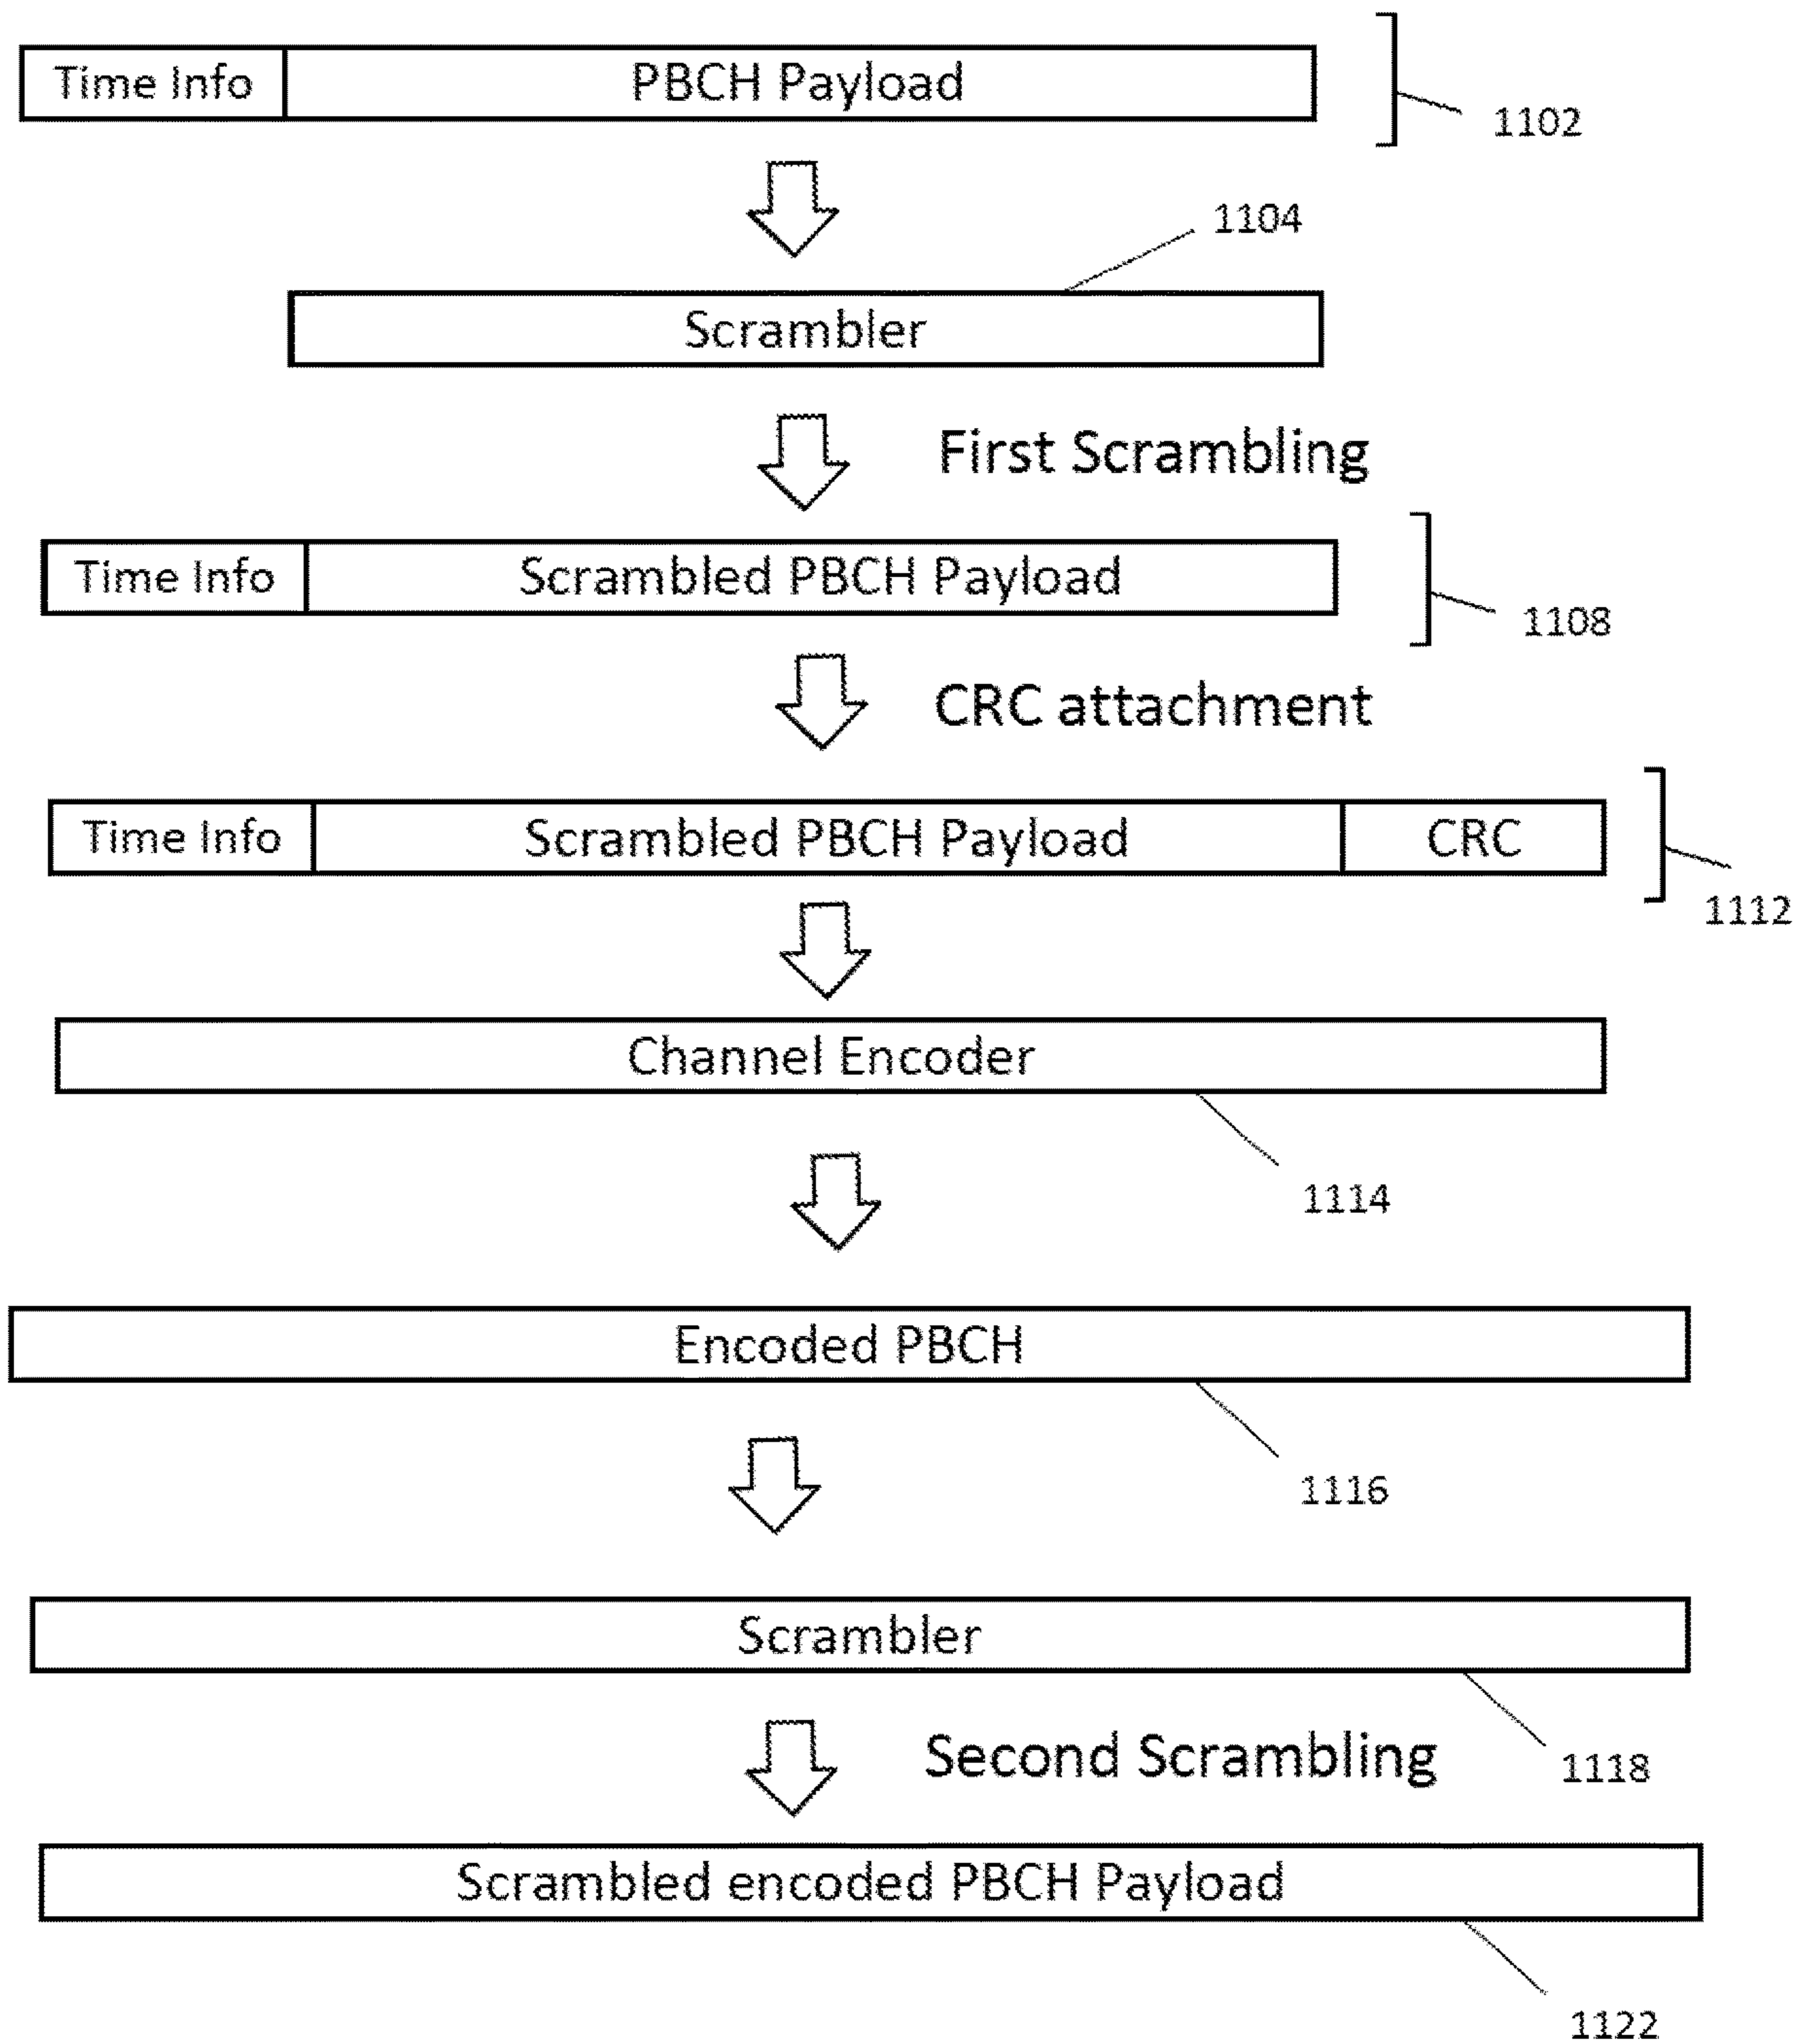 Time Info PBCH Payload
1102
1104
Scrambler
First Scrambling
Time Info Scrambled PBCH Payload
1108
CRC attachment
Time Info Scrambled PBCH Payload CRC
1112
Channel Encoder
1114
Encoded PBCH
1116
Scrambler
Second Scrambling
1118
Scrambled encoded PBCH Payload
1122